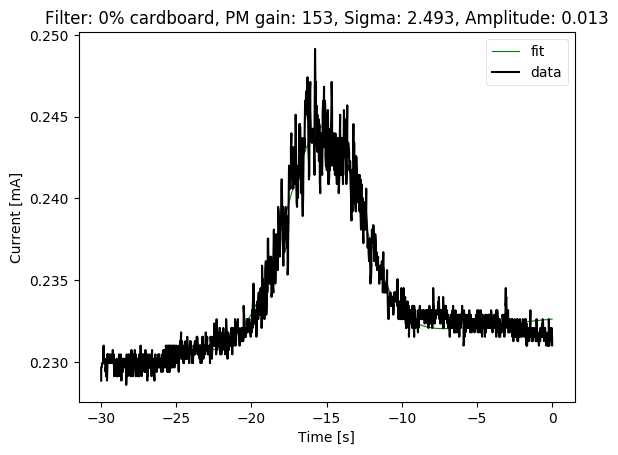 Filter: 0% cardboard, PM gain: 153, Sigma: 2.493, Amplitude: 0.013
fit
data
0.250
0.245
0.240
0.235
0.230
Current [mA]
−30
−25
−20
−15
−10
−5
0
Time [s]